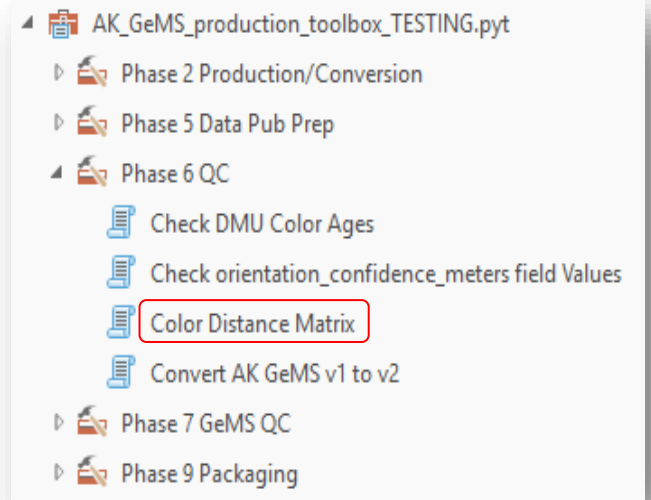 AK_GeMS_production_toolbox_TESTING.pyt
Phase 2 Production/Conversion
Phase 5 Data Pub Prep
Phase 6 QC
Check DMU Color Ages
Check orientation_confidence_meters field Values
Color Distance Matrix
Convert AK GeMS v1 to v2
Phase 7 GeMS QC
Phase 9 Packaging